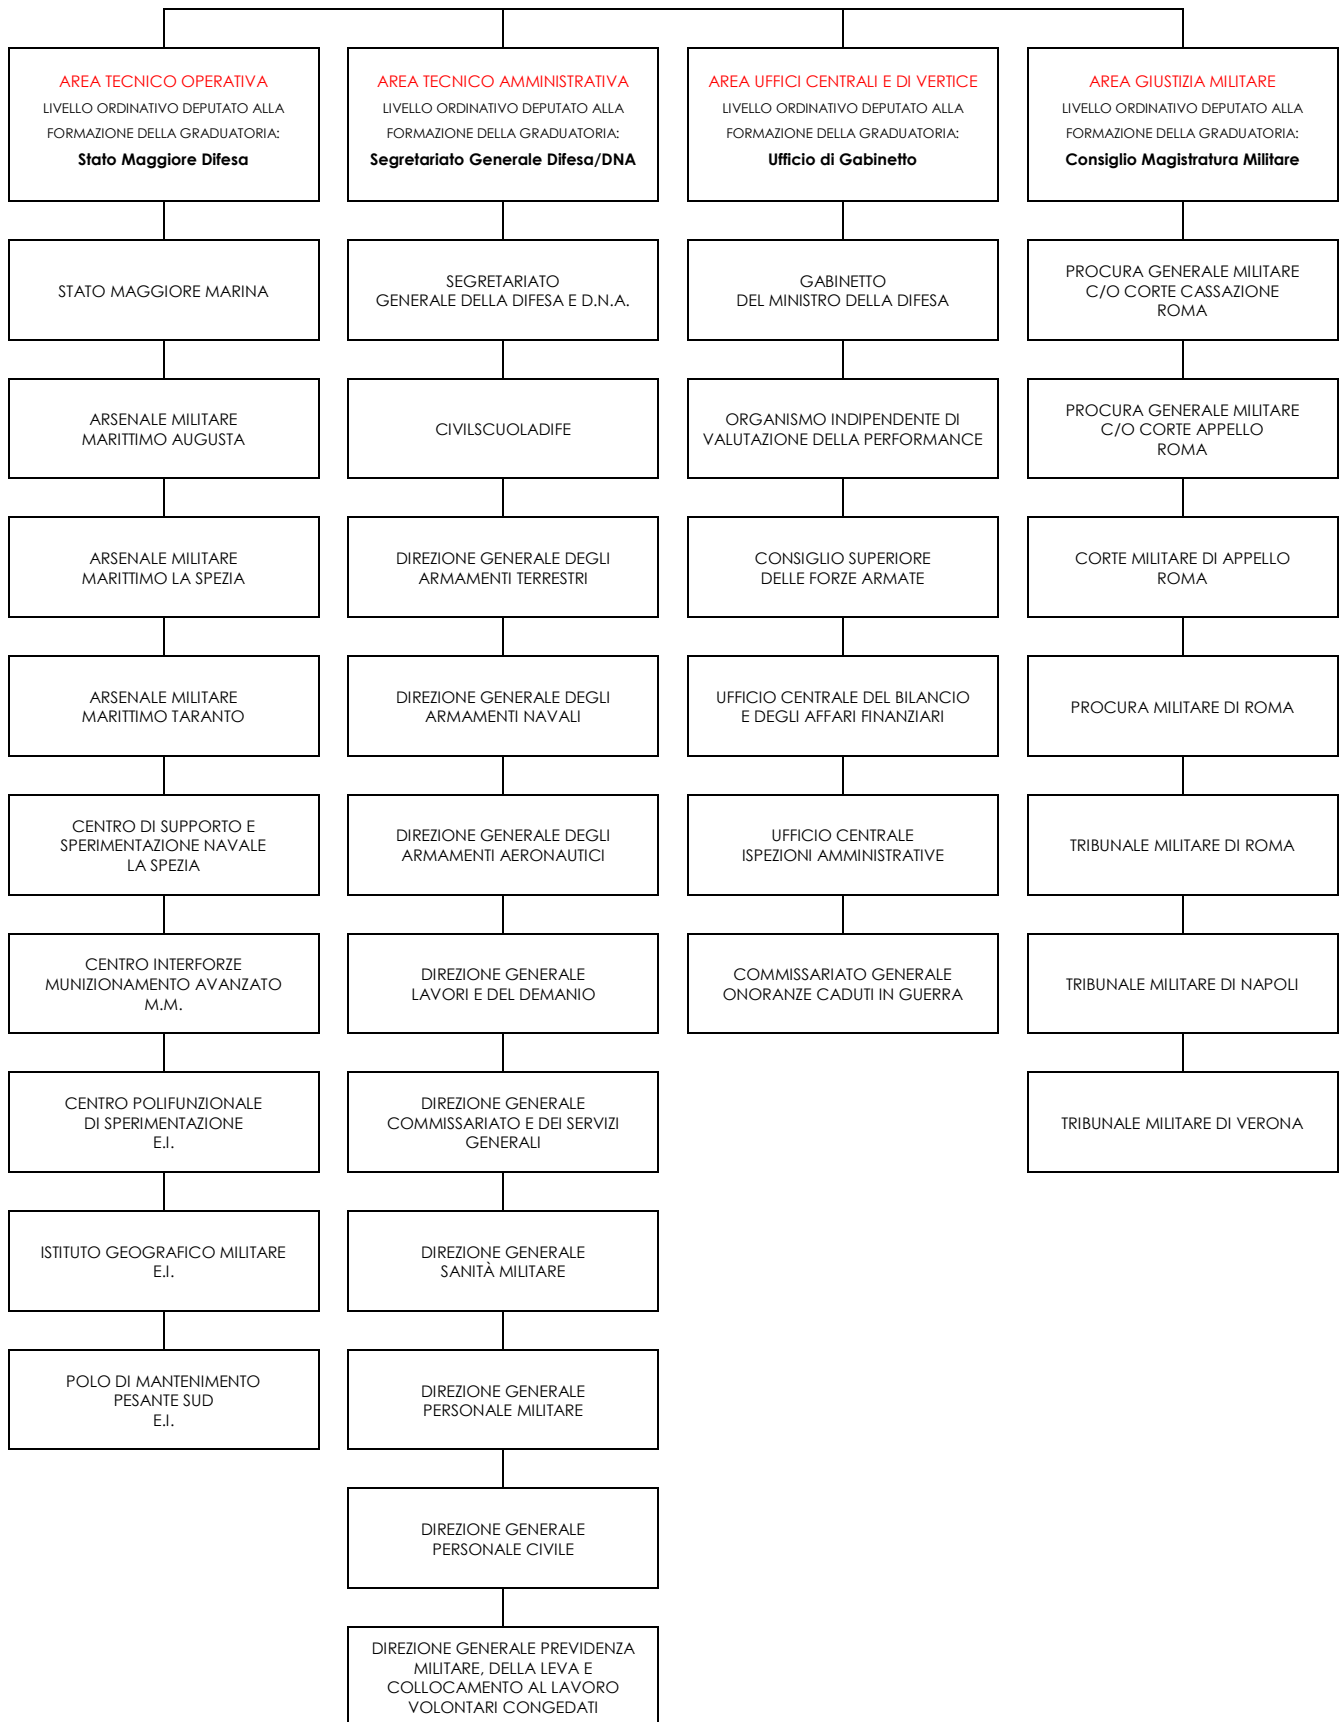 AREA TECNICO OPERATIVA
LIVELLO ORDINATIVO DEPUTATO ALLA
FORMAZIONE DELLA GRADUATORIA:
Stato Maggiore Difesa
STATO MAGGIORE MARINA
ARSENALE MILITARE
MARITTIMO AUGUSTA
ARSENALE MILITARE
MARITTIMO LA SPEZIA
ARSENALE MILITARE
MARITTIMO TARANTO
CENTRO DI SUPPORTO E
SPERIMENTAZIONE NAVALE
LA SPEZIA
CENTRO INTERFORZE
MUNIZIONAMENTO AVANZATO
M.M.
CENTRO POLIFUNZIONALE
DI SPERIMENTAZIONE
E.I.
ISTITUTO GEOGRAFICO MILITARE
E.I.
POLO DI MANTENIMENTO
PESANTE SUD
E.I.
AREA TECNICO AMMINISTRATIVA
LIVELLO ORDINATIVO DEPUTATO ALLA
FORMAZIONE DELLA GRADUATORIA:
Segretariato Generale Difesa/DNA
SEGRETARIATO
GENERALE DELLA DIFESA E D.N.A.
CIVILSCUOLADIFE
DIREZIONE GENERALE DEGLI
ARMAMENTI TERRESTRI
DIREZIONE GENERALE DEGLI
ARMAMENTI NAVALI
DIREZIONE GENERALE DEGLI
ARMAMENTI AERONAUTICI
DIREZIONE GENERALE
LAVORI E DEL DEMANIO
DIREZIONE GENERALE
COMMISSARIATO E DEI SERVIZI
GENERALI
DIREZIONE GENERALE
SANITÀ MILITARE
DIREZIONE GENERALE
PERSONALE MILITARE
DIREZIONE GENERALE
PERSONALE CIVILE
DIREZIONE GENERALE PREVIDENZA
MILITARE, DELLA LEVA E
COLLOCAMENTO AL LAVORO
VOLONTARI CONGEDATI
AREA UFFICI CENTRALI E DI VERTICE
LIVELLO ORDINATIVO DEPUTATO ALLA
FORMAZIONE DELLA GRADUATORIA:
Ufficio di Gabinetto
GABINETTO
DEL MINISTRO DELLA DIFESA
ORGANISMO INDIPENDENTE DI
VALUTAZIONE DELLA PERFORMANCE
CONSIGLIO SUPERIORE
DELLE FORZE ARMATE
UFFICIO CENTRALE DEL BILANCIO
E DEGLI AFFARI FINANZIARI
UFFICIO CENTRALE
ISPEZIONI AMMINISTRATIVE
COMMISSARIATO GENERALE
ONORANZE CADUTI IN GUERRA
AREA GIUSTIZIA MILITARE
LIVELLO ORDINATIVO DEPUTATO ALLA
FORMAZIONE DELLA GRADUATORIA:
Consiglio Magistratura Militare
PROCURA GENERALE MILITARE
C/O CORTE CASSAZIONE
ROMA
PROCURA GENERALE MILITARE
C/O CORTE APPELLO
ROMA
CORTE MILITARE DI APPELLO
ROMA
PROCURA MILITARE DI ROMA
TRIBUNALE MILITARE DI ROMA
TRIBUNALE MILITARE DI NAPOLI
TRIBUNALE MILITARE DI VERONA